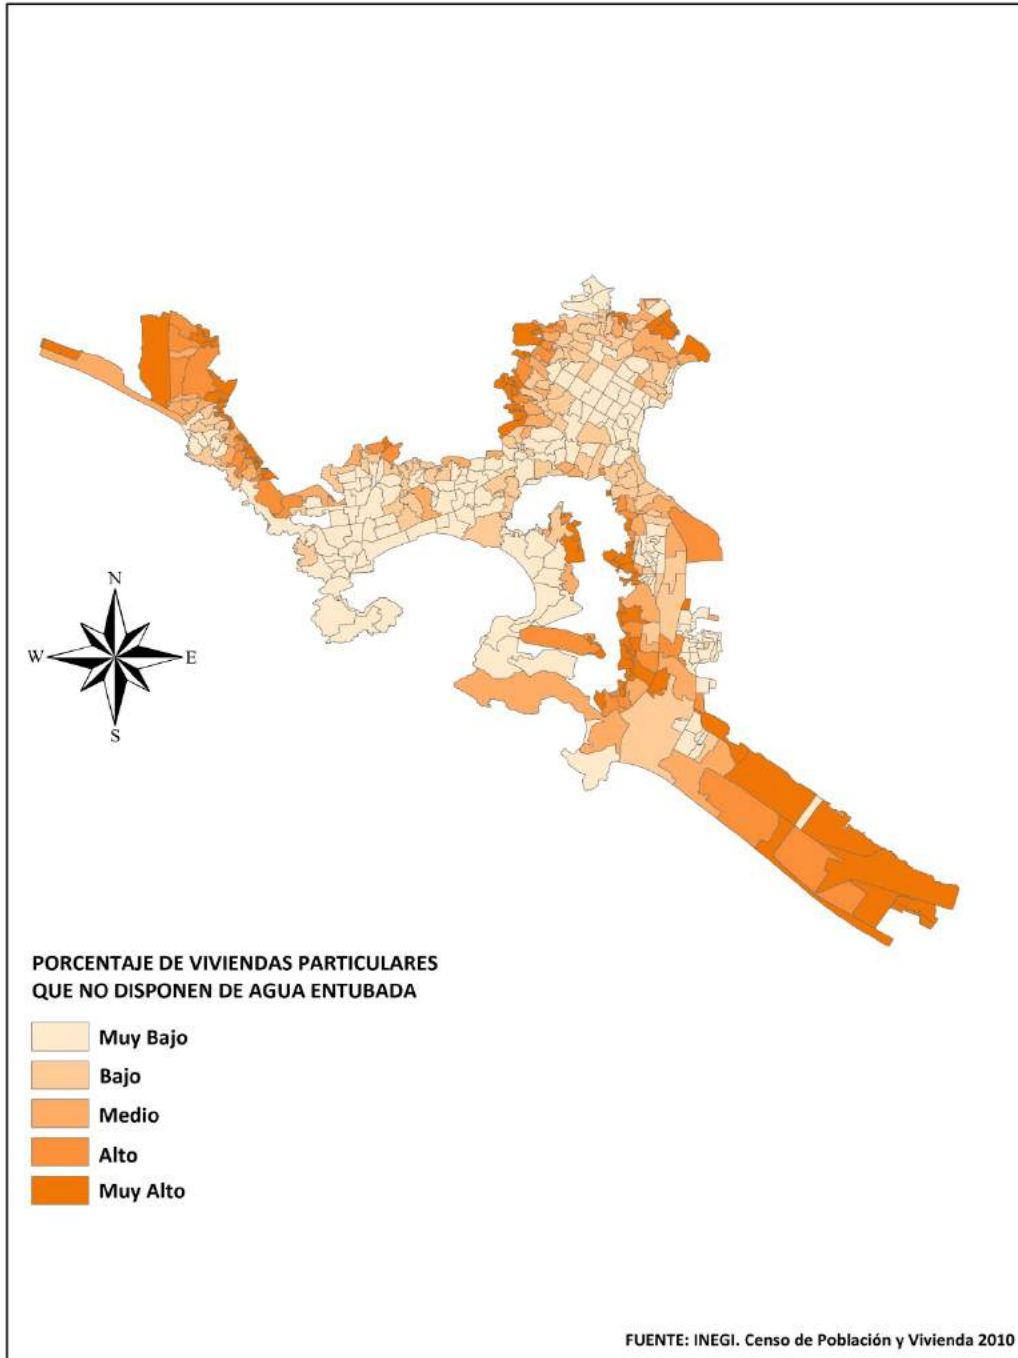 N
W
E
S
PORCENTAJE DE VIVIENDAS PARTICULARES
QUE NO DISPONEN DE AGUA ENTUBADA
Muy Bajo
Bajo
Medio
Alto
Muy Alto
FUENTE: INEGI. Censo de Población y Vivienda 2010